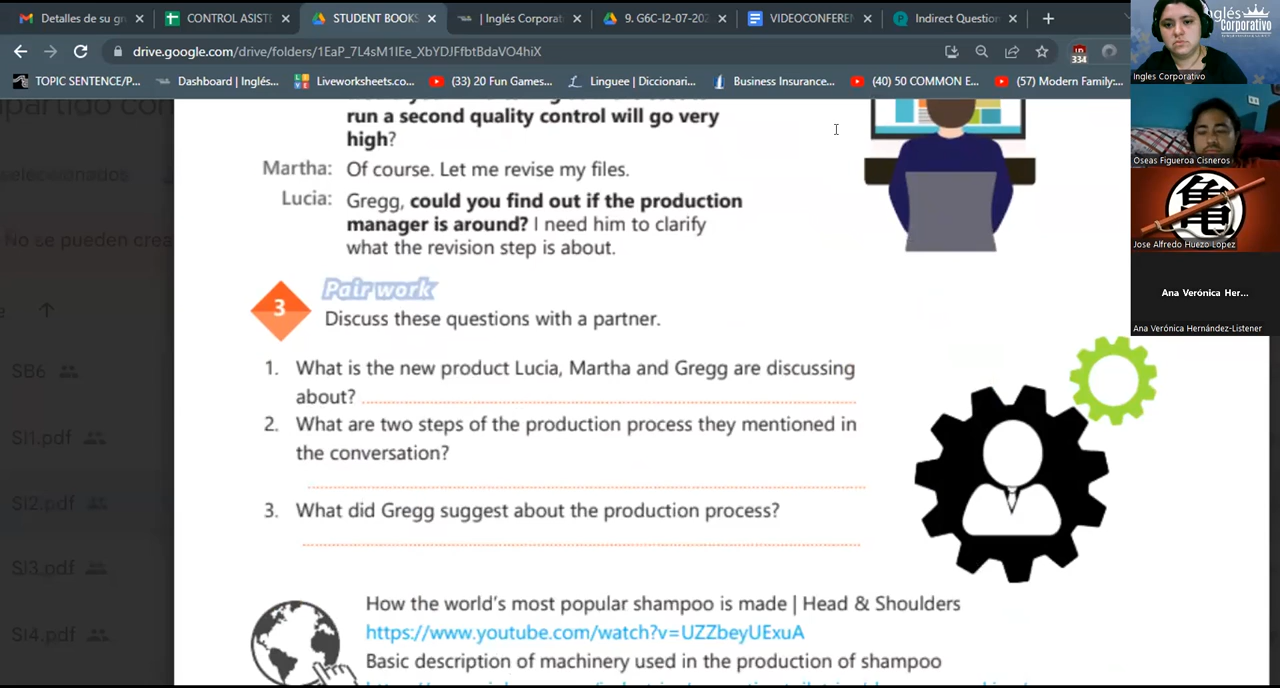 Detalles de su gr
CONTROL ASIST
STUDENT BOOKS
| Inglés Corporat
9. G6C-I2-07-202
VIDEOCONFEREN
Indirect Question
drive.google.com/drive/folders/1EaP_7L4sM1IEe_XbYDJFfbtBdaVO4hiX
334
TOPIC SENTENCE/P...
Dashboard | Inglés...
Liveworksheets.co...
(33) 20 Fun Games...
Linguee | Diccionari...
Business Insurance...
(40) 50 COMMON E...
(57) Modern Family:...
run a second quality control will go very
high?
Martha: Of course. Let me revise my files.
Lucia: Gregg, could you find out if the production
manager is around? I need him to clarify
what the revision step is about.
3
Pair work
Discuss these questions with a partner.
1. What is the new product Lucia, Martha and Gregg are discussing
about?
2. What are two steps of the production process they mentioned in
the conversation?
3. What did Gregg suggest about the production process?
How the world's most popular shampoo is made | Head & Shoulders
https://www.youtube.com/watch?v=UZZbeyUExuA
Basic description of machinery used in the production of shampoo
No se pueden crea
SB6
SI1.pdf
SI2.pdf
SI3.pdf
SI4.pdf
nglés
Corporativo
Ingles Corporativo
Oseas Figueroa Cisneros
亀
Jose Alfredo Huezo Lopez
Ana Verónica Her...
Ana Verónica Hernández-Listener